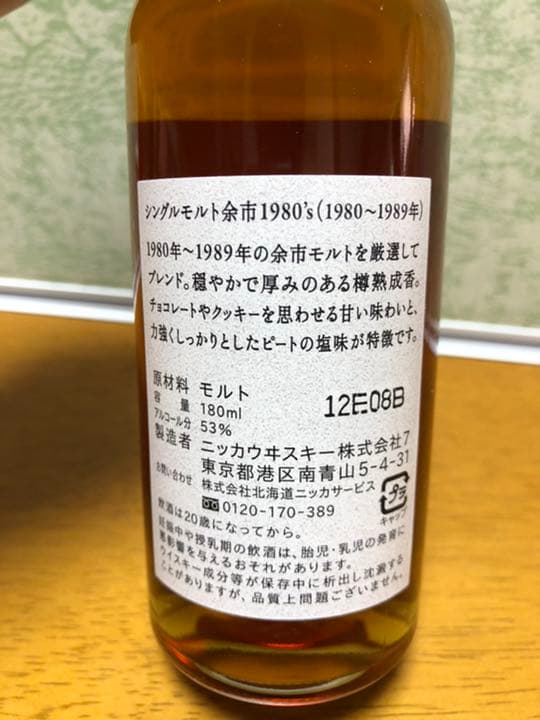 シングルモルト余市1980's(1980～1989年)
1980年～1989年の余市モルトを厳選して
ブレンド。穏やかで厚みのある樽熟成香。
チョコレートやクッキーを思わせる甘い味わいと、
力強くしっかりとしたピートの塩味が特徴です。
原材料 モルト
容量 180ml
アルコール分 53%
12E08B
製造者 ニッカウヰスキー株式会社7
東京都港区南青山5-4-31
お問い合わせ 株式会社北海道ニッカサービス
0120-170-389
プラ
キャップ
飲酒は20歳になってから。
妊娠中や授乳期の飲酒は、胎児・乳児の発育に
悪影響を与えるおそれがあります。
ウイスキー成分等が保存中に析出し沈澱する
ことがありますが、品質上問題ございません。